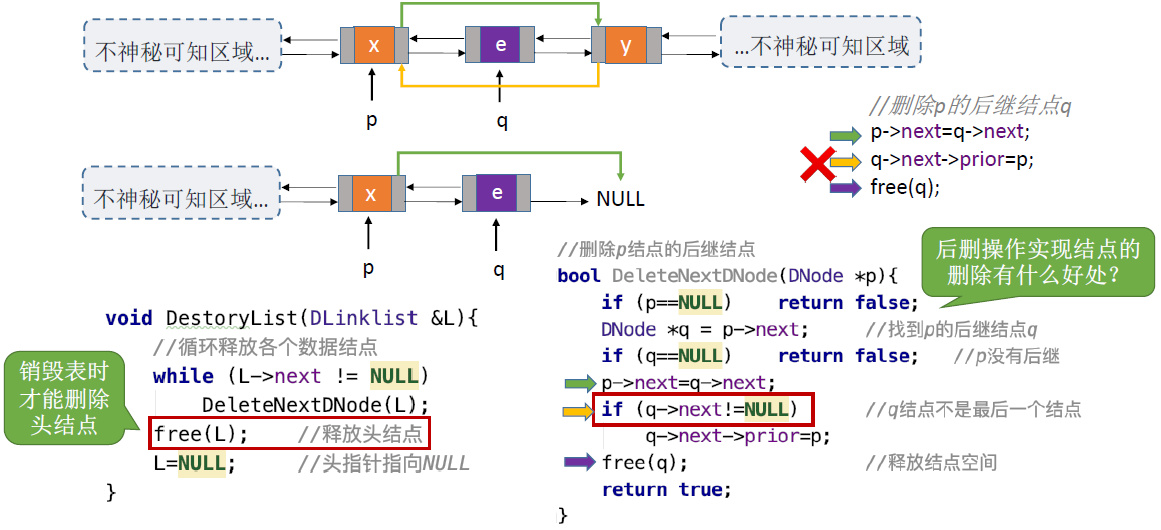 不神秘可知区域…
x
e
y
…不神秘可知区域
p
q
//删除p的后继结点q
p->next=q->next;
q->next->prior=p;
free(q);
不神秘可知区域…
x
e
NULL
p
q
//删除p结点的后继结点
bool DeleteNextDNode(DNode *p){
if (p==NULL) return false;
DNode *q = p->next; //找到p的后继结点q
if (q==NULL) return false; //p没有后继
p->next=q->next;
if (q->next!=NULL) //q结点不是最后一个结点
q->next->prior=p;
free(q); //释放结点空间
return true;
}
后删操作实现结点的
删除有什么好处?
void DestoryList(DLinklist &L){
//循环释放各个数据结点
while (L->next != NULL)
DeleteNextDNode(L);
free(L); //释放头结点
L=NULL; //头指针指向NULL
}
销毁表时
才能删除
头结点